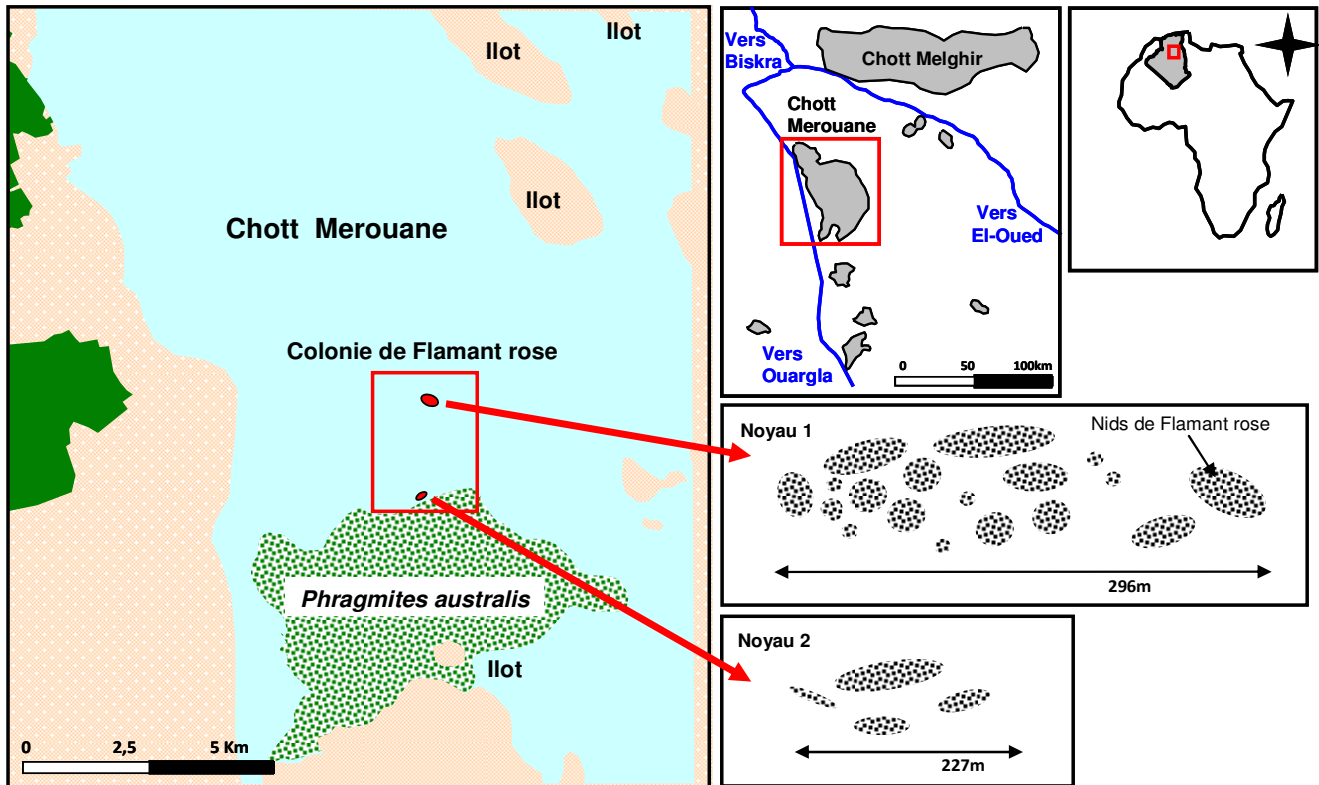 Ilot
Ilot
Ilot
Chott Merouane
Colonie de Flamant rose
Phragmites australis
Ilot
0 2,5 5 Km
Vers
Biskra
Chott Melghir
Chott
Merouane
Vers
El-Oued
Vers
Ouargla
0 50 100km
Noyau 1
Nids de Flamant rose
296m
Noyau 2
227m